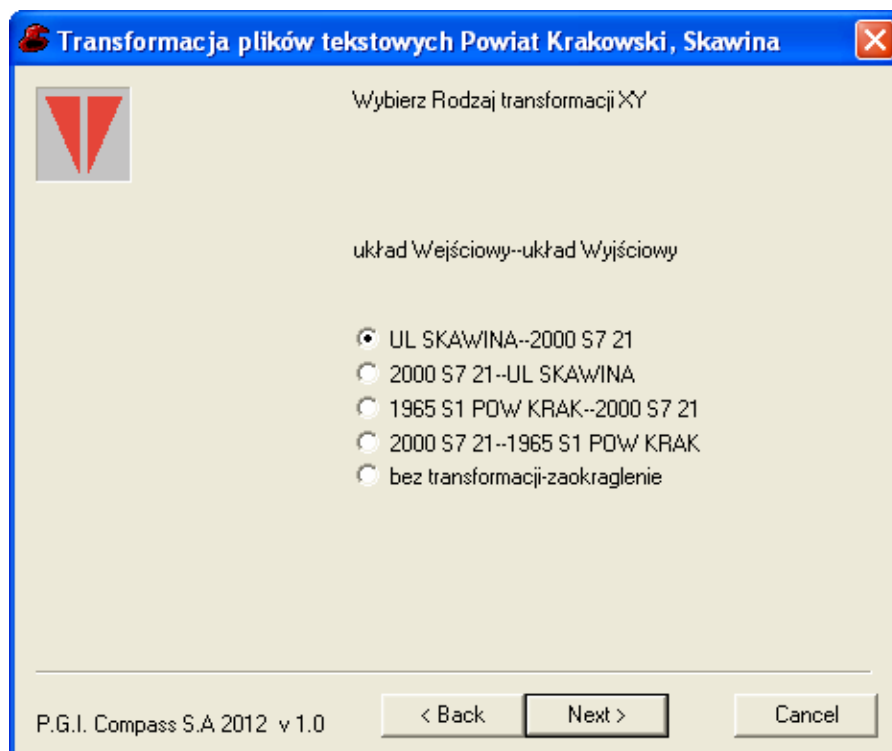 Transformacja plików tekstowych Powiat Krakowski, Skawina
Wybierz Rodzaj transformacji XY
układ Wejściowy--układ Wyjściowy
UL SKAWINA--2000 S7 21
2000 S7 21--UL SKAWINA
1965 S1 POW KRAK--2000 S7 21
2000 S7 21--1965 S1 POW KRAK
bez transformacji-zaokraglenie
P.G.I. Compass S.A 2012 v 1.0
< Back
Next >
Cancel